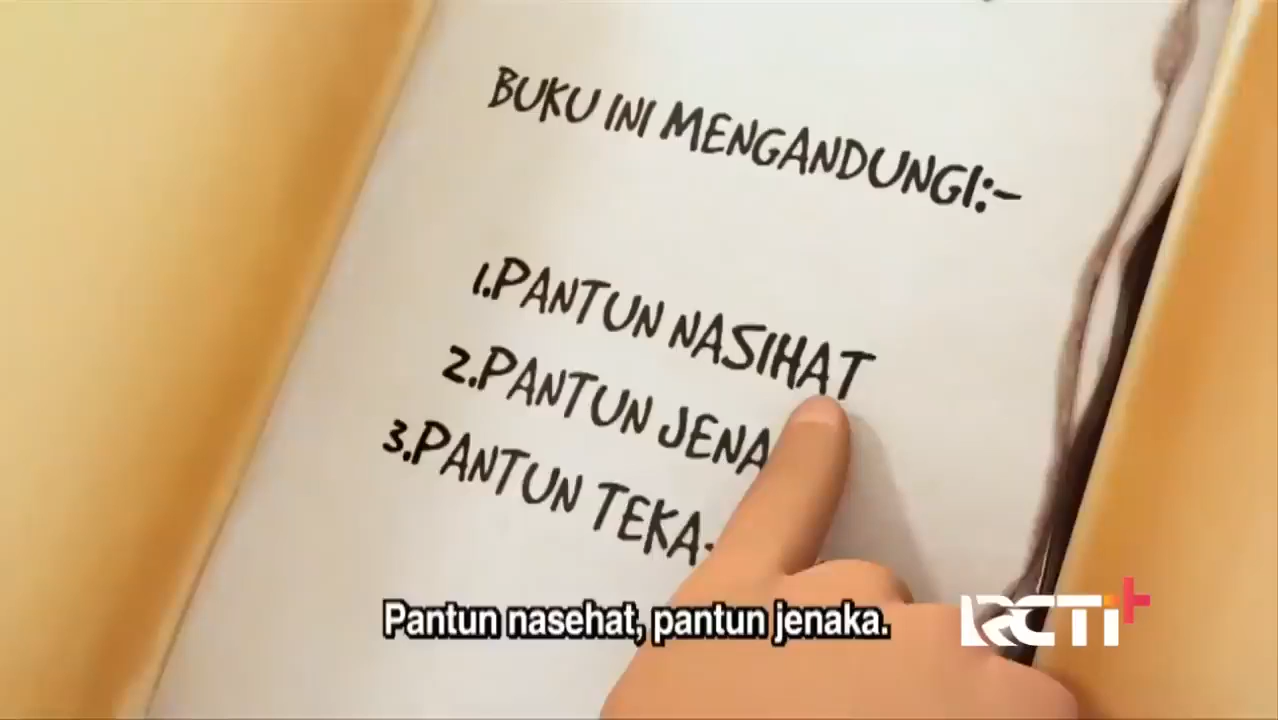 BUKU INI MENGANDUNGI:-
1.PANTUN NASIHAT
2.PANTUN JENA
3.PANTUN TEKA-
Pantun nasehat, pantun jenaka.
RCTI+